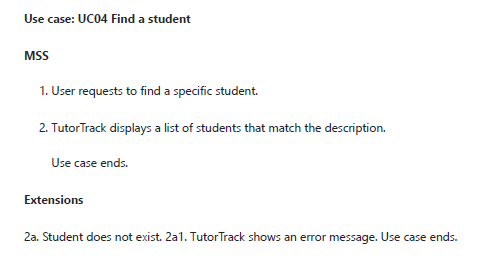 Use case: UC04 Find a student
MSS
1. User requests to find a specific student.
2. TutorTrack displays a list of students that match the description.
Use case ends.
Extensions
2a. Student does not exist. 2a1. TutorTrack shows an error message. Use case ends.